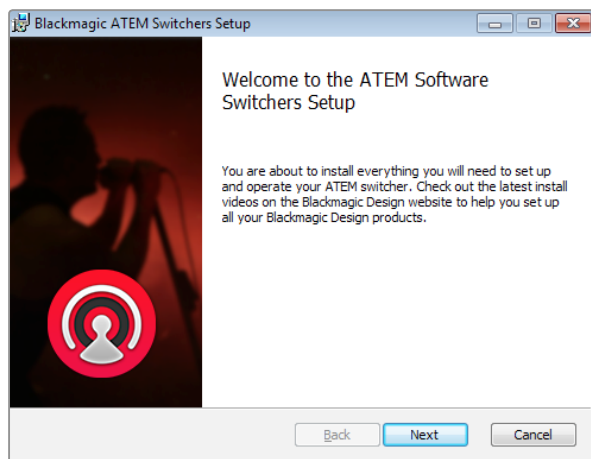 Blackmagic ATEM Switchers Setup
Welcome to the ATEM Software
Switchers Setup
You are about to install everything you will need to set up
and operate your ATEM switcher. Check out the latest install
videos on the Blackmagic Design website to help you set up
all your Blackmagic Design products.
Back Next Cancel